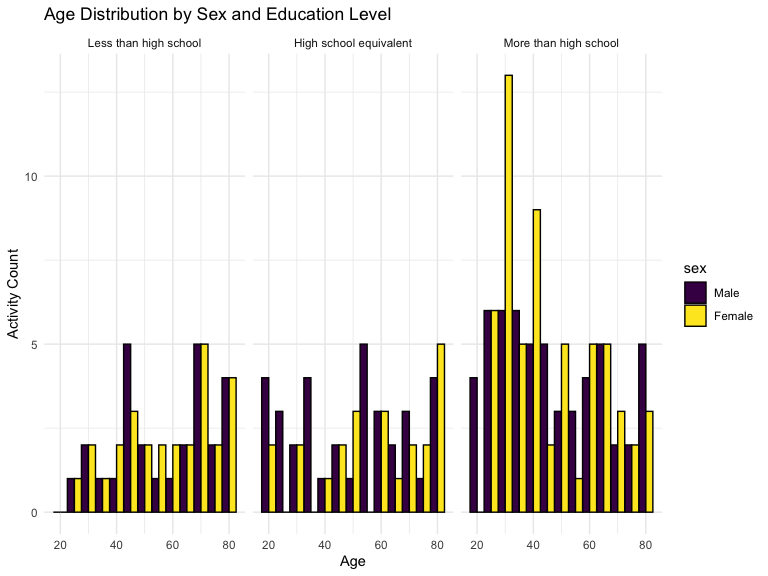 Age Distribution by Sex and Education Level
Less than high school
High school equivalent
More than high school
10
5
0
Activity Count
20 40 60 80
20 40 60 80
20 40 60 80
Age
sex
Male
Female